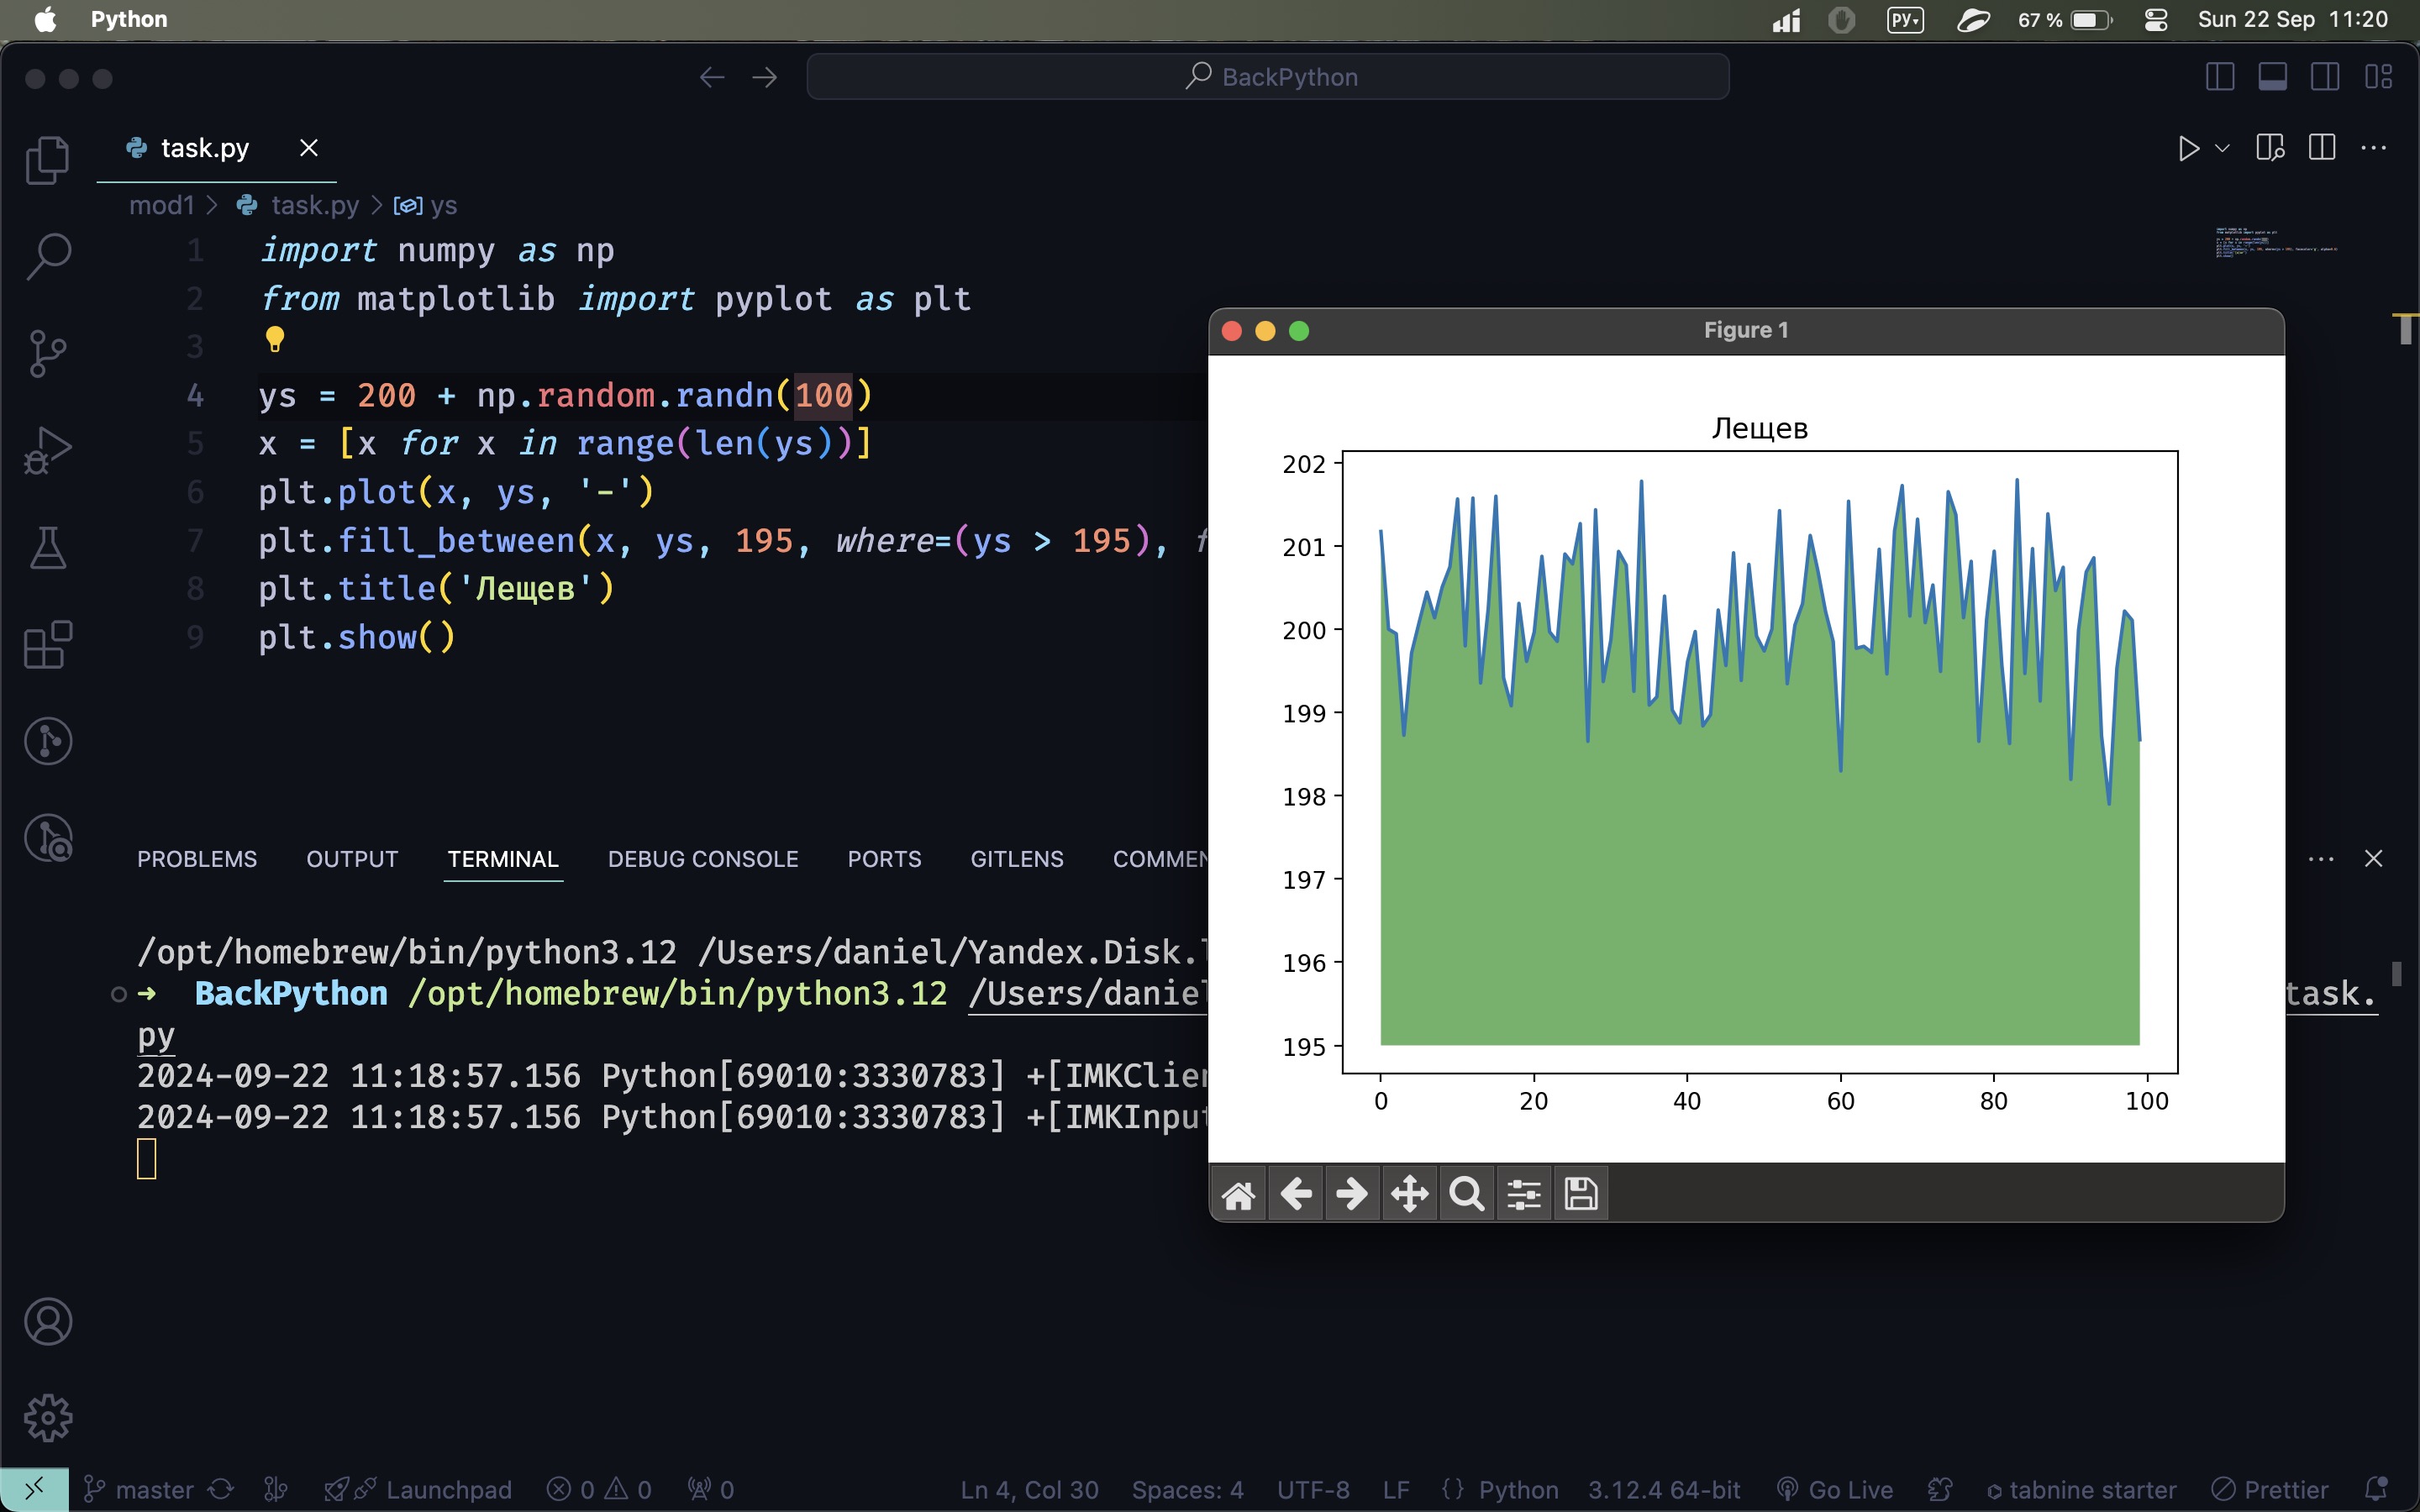 Python
67 %
Sun 22 Sep 11:20
BackPython
task.py
mod1 > task.py > ys
1 import numpy as np
2 from matplotlib import pyplot as plt
3
4 ys = 200 + np.random.randn(100)
5 x = [x for x in range(len(ys))]
6 plt.plot(x, ys, '-')
7 plt.fill_between(x, ys, 195, where=(ys > 195), f
8 plt.title('Лещев')
9 plt.show()
Figure 1
Лещев
202
201
200
199
198
197
196
195
0 20 40 60 80 100
PROBLEMS OUTPUT TERMINAL DEBUG CONSOLE PORTS GITLENS COMMEN
/opt/homebrew/bin/python3.12 /Users/daniel/Yandex.Disk.
➜ BackPython /opt/homebrew/bin/python3.12 /Users/danie task.
py
2024-09-22 11:18:57.156 Python[69010:3330783] +[IMKClie
2024-09-22 11:18:57.156 Python[69010:3330783] +[IMKInpu
master Launchpad 0 0 0 Ln 4, Col 30 Spaces: 4 UTF-8 LF {} Python 3.12.4 64-bit Go Live tabnine starter Prettier